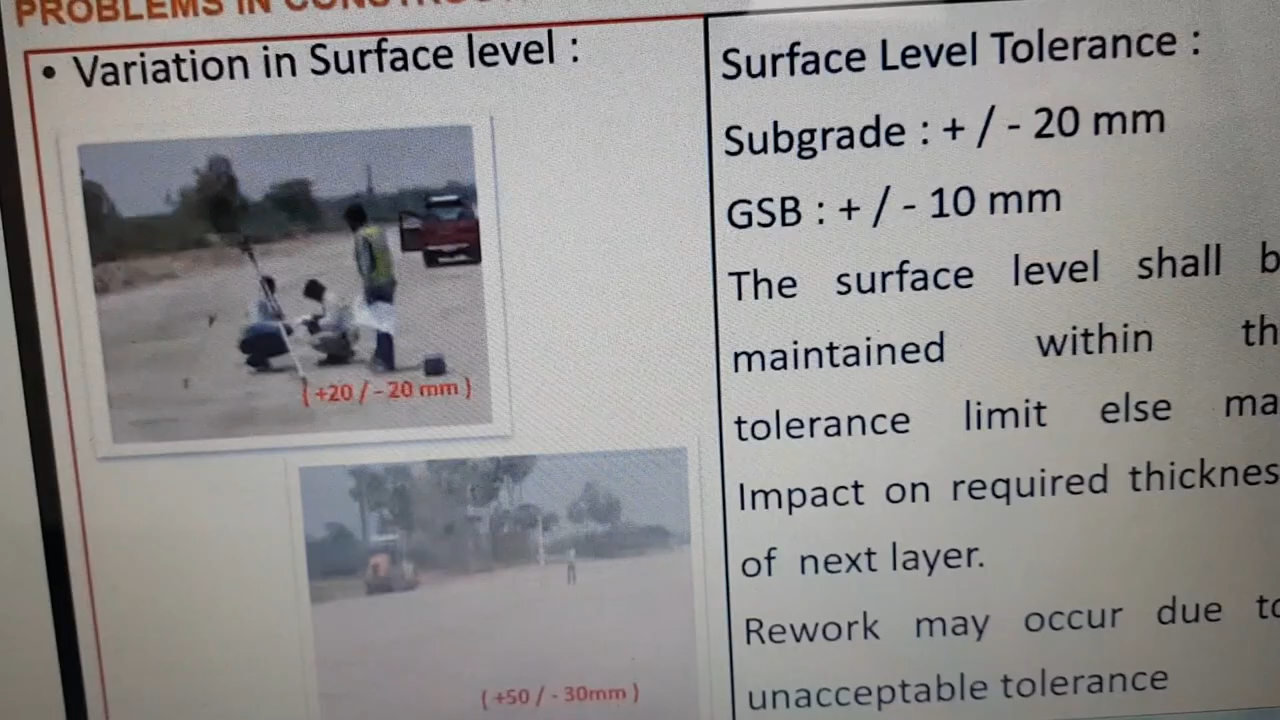 PROBLEMS IN
• Variation in Surface level :
{ +20 / - 20 mm }
( +50 / - 30mm )
Surface Level Tolerance :
Subgrade : + / - 20 mm
GSB : + / - 10 mm
The surface level shall
maintained within
tolerance limit else
Impact on required
of next layer.
Rework may occur due
unacceptable tolerance